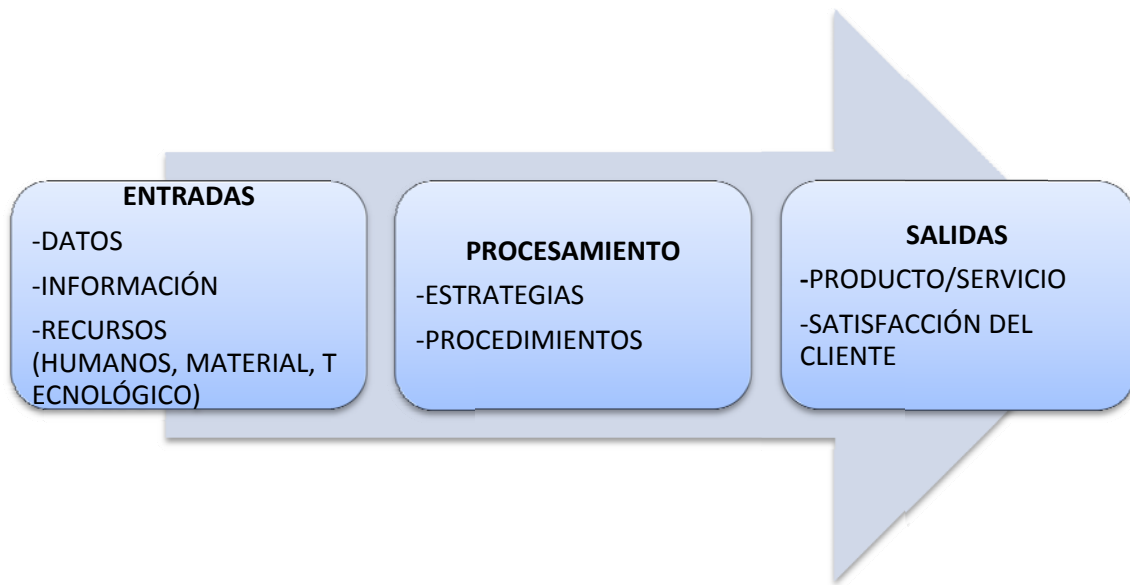 ENTRADAS
-DATOS
-INFORMACIÓN
-RECURSOS
(HUMANOS, MATERIAL, T
ECNOLÓGICO)
PROCESAMIENTO
-ESTRATEGIAS
-PROCEDIMIENTOS
SALIDAS
-PRODUCTO/SERVICIO
-SATISFACCIÓN DEL
CLIENTE